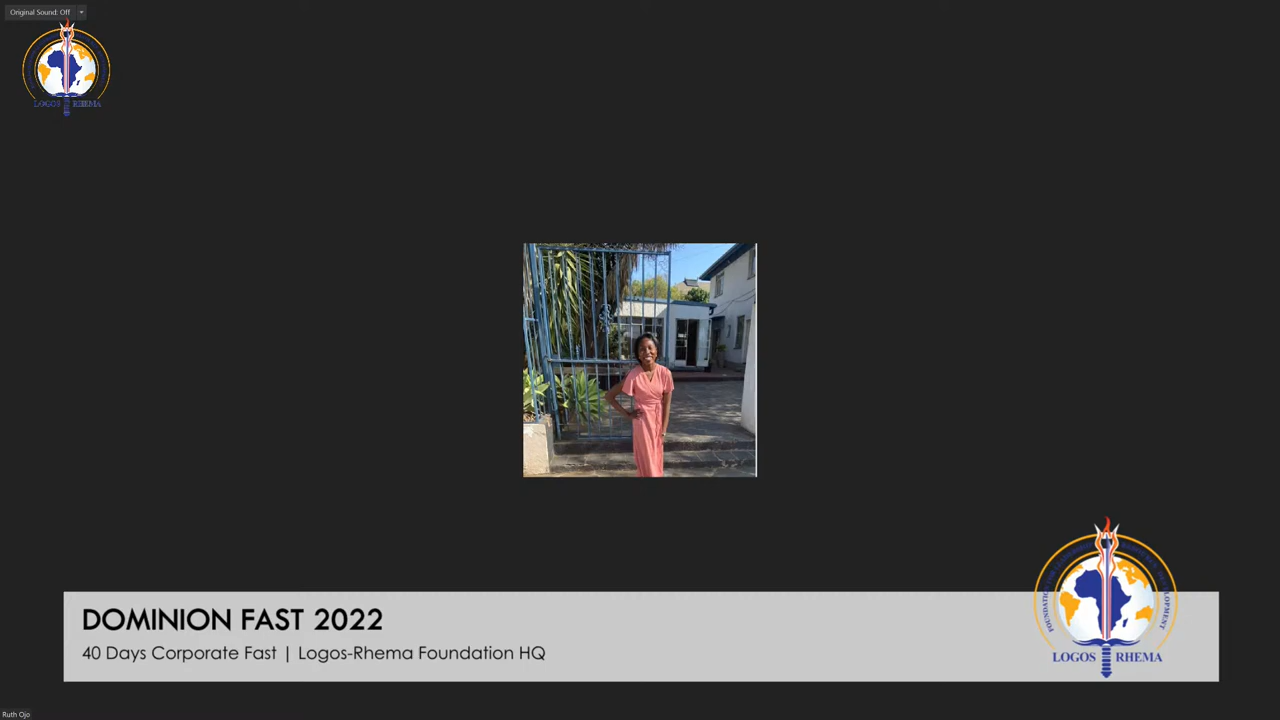 Original Sound: Off
LOGOS RHEMA
DOMINION FAST 2022
40 Days Corporate Fast | Logos-Rhema Foundation HQ
LOGOS RHEMA
Ruth Ojo